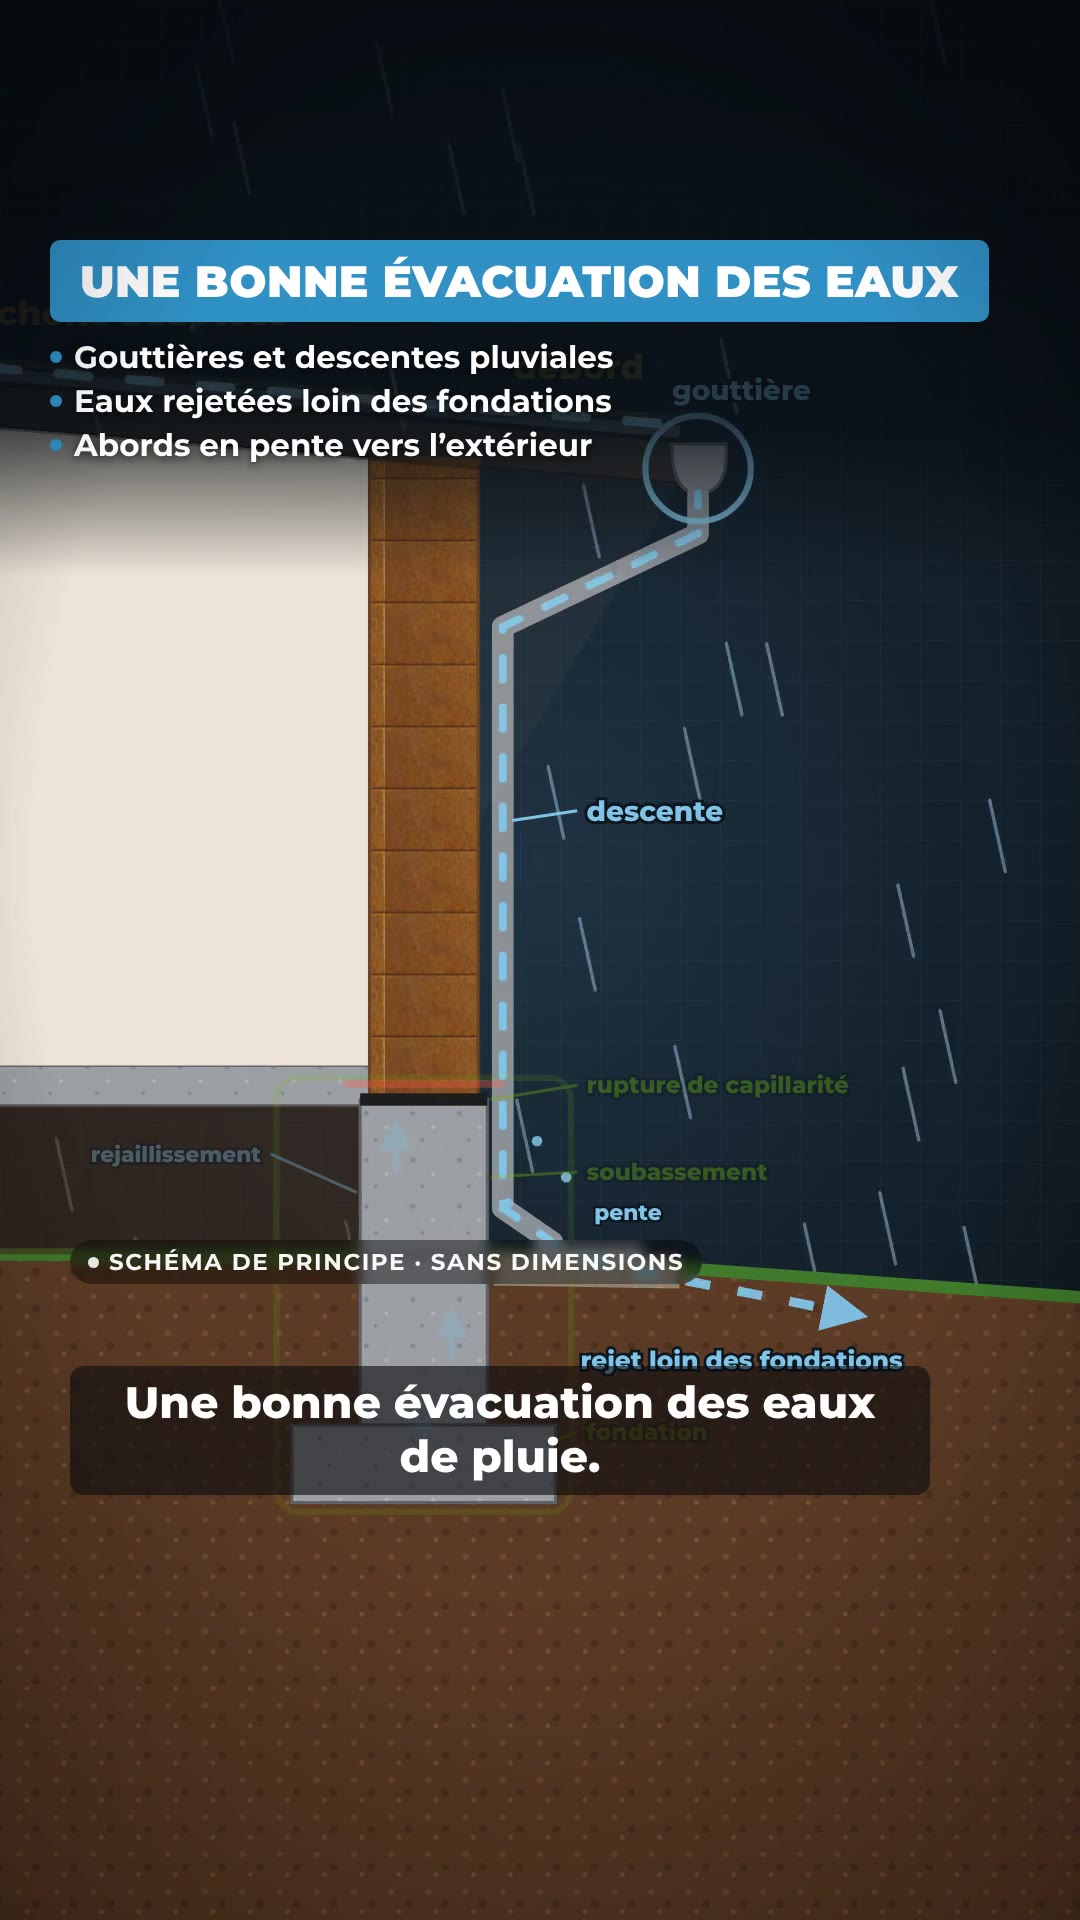 UNE BONNE ÉVACUATION DES EAUX
• Gouttières et descentes pluviales
• Eaux rejetées loin des fondations
• Abords en pente vers l’extérieur
débord
gouttière
descente
rupture de capillarité
rejaillissement
soubassement
pente
• SCHÉMA DE PRINCIPE · SANS DIMENSIONS
rejet loin des fondations
Une bonne évacuation des eaux
de pluie.
fondation